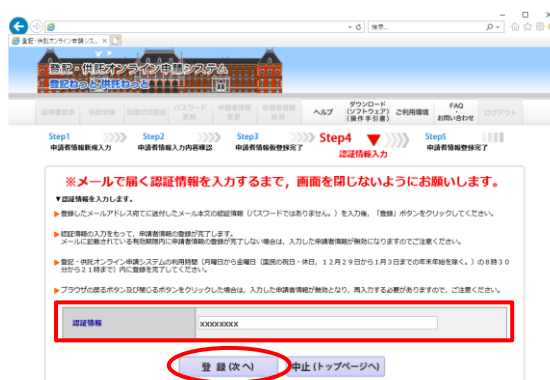 検索...
登記・供託オンライン申請シス...
登記・供託オンライン申請システム
登記ねっと 供託ねっと
証明書請求 供託申請 処理状況照会 パスワード更新 申請者情報変更 申請者情報抹消 ヘルプ ダウンロード（ソフトウェア）（操作手引書） ご利用環境 FAQ・お問い合わせ ログアウト
Step1 Step2 Step3 Step4 Step5
申請者情報新規入力 申請者情報入力内容確認 申請者情報仮登録完了 認証情報入力 申請者情報登録完了
※メールで届く認証情報を入力するまで，画面を閉じないようにお願いします。
▼認証情報を入力します。
登録したメールアドレス宛てに送付したメール本文の認証情報（パスワードではありません。）を入力後，「登録」ボタンをクリックしてください。
認証情報の入力をもって，申請者情報の登録が完了します。
メールに記載されている有効期限内に申請者情報の登録が完了しない場合は，入力した申請者情報が無効になりますのでご注意ください。
登記・供託オンライン申請システムの利用時間（月曜日から金曜日（国民の祝日・休日，１２月２９日から１月３日までの年末年始を除く。）の８時３０
分から２１時まで）内に登録を完了してください。
ブラウザの戻るボタン及び閉じるボタンをクリックした場合は，入力した申請者情報が無効となり，再入力する必要がありますので，ご注意ください。
認証情報 xxxxxxxx
登 録(次へ) 中止(トップページへ)